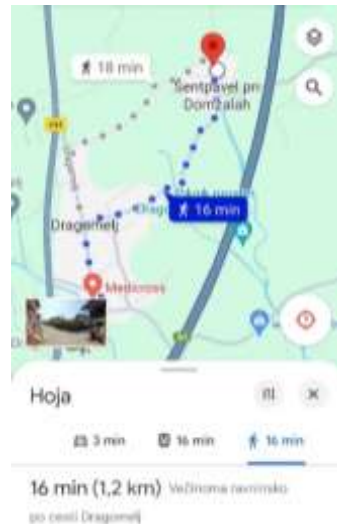 18 min
Šentpavel pri
Domžalah
16 min
Dragomelj
Medicross
Hoja
3 min
16 min
16 min
16 min (1,2 km) Večinoma ravninsko
po cesti Dragomelj